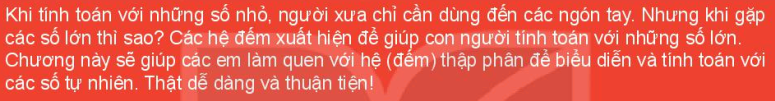 Khi tính toán với những số nhỏ, người xưa chỉ cần dùng đến các ngón tay. Nhưng khi gặp
các số lớn thì sao? Các hệ đếm xuất hiện để giúp con người tính toán với những số lớn.
Chương này sẽ giúp các em làm quen với hệ (đếm) thập phân để biểu diễn và tính toán với
các số tự nhiên. Thật dễ dàng và thuận tiện!